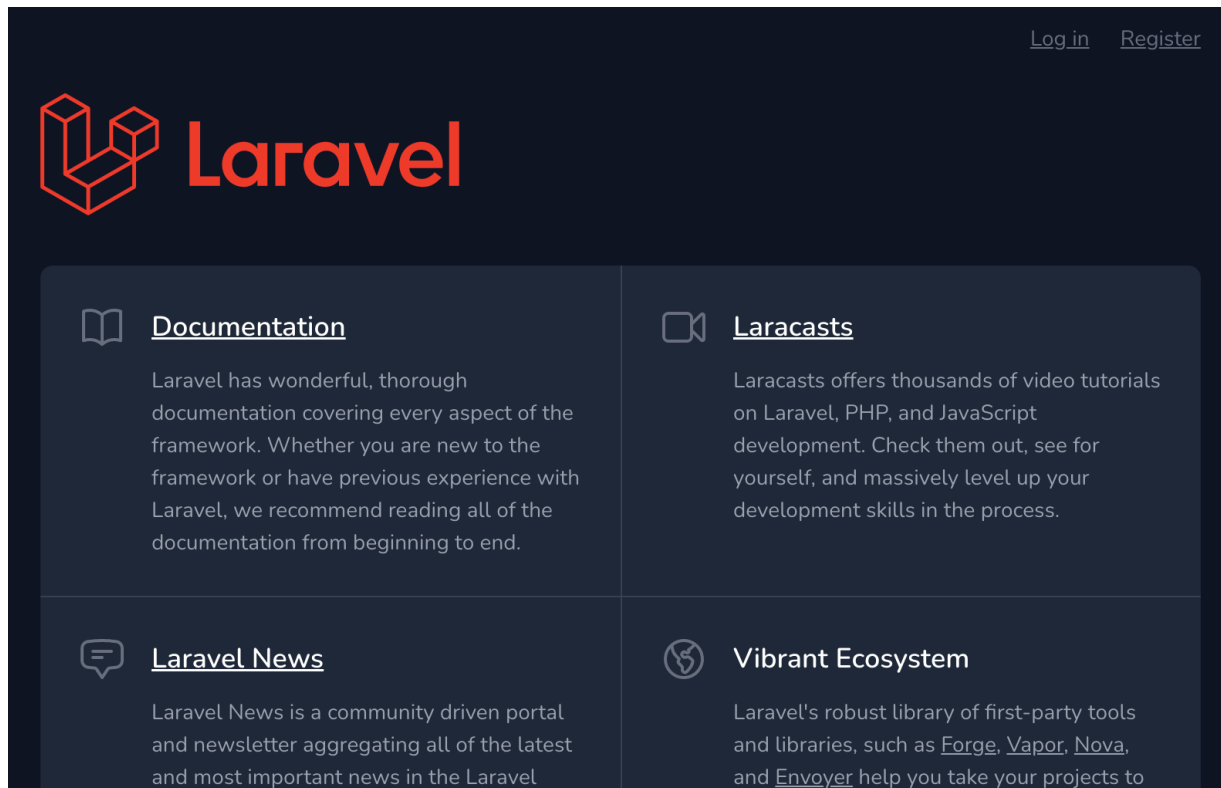 Log in Register
Laravel
Documentation
Laravel has wonderful, thorough
documentation covering every aspect of the
framework. Whether you are new to the
framework or have previous experience with
Laravel, we recommend reading all of the
documentation from beginning to end.
Laracasts
Laracasts offers thousands of video tutorials
on Laravel, PHP, and JavaScript
development. Check them out, see for
yourself, and massively level up your
development skills in the process.
Laravel News
Laravel News is a community driven portal
and newsletter aggregating all of the latest
and most important news in the Laravel
Vibrant Ecosystem
Laravel's robust library of first-party tools
and libraries, such as Forge, Vapor, Nova,
and Envoyer help you take your projects to